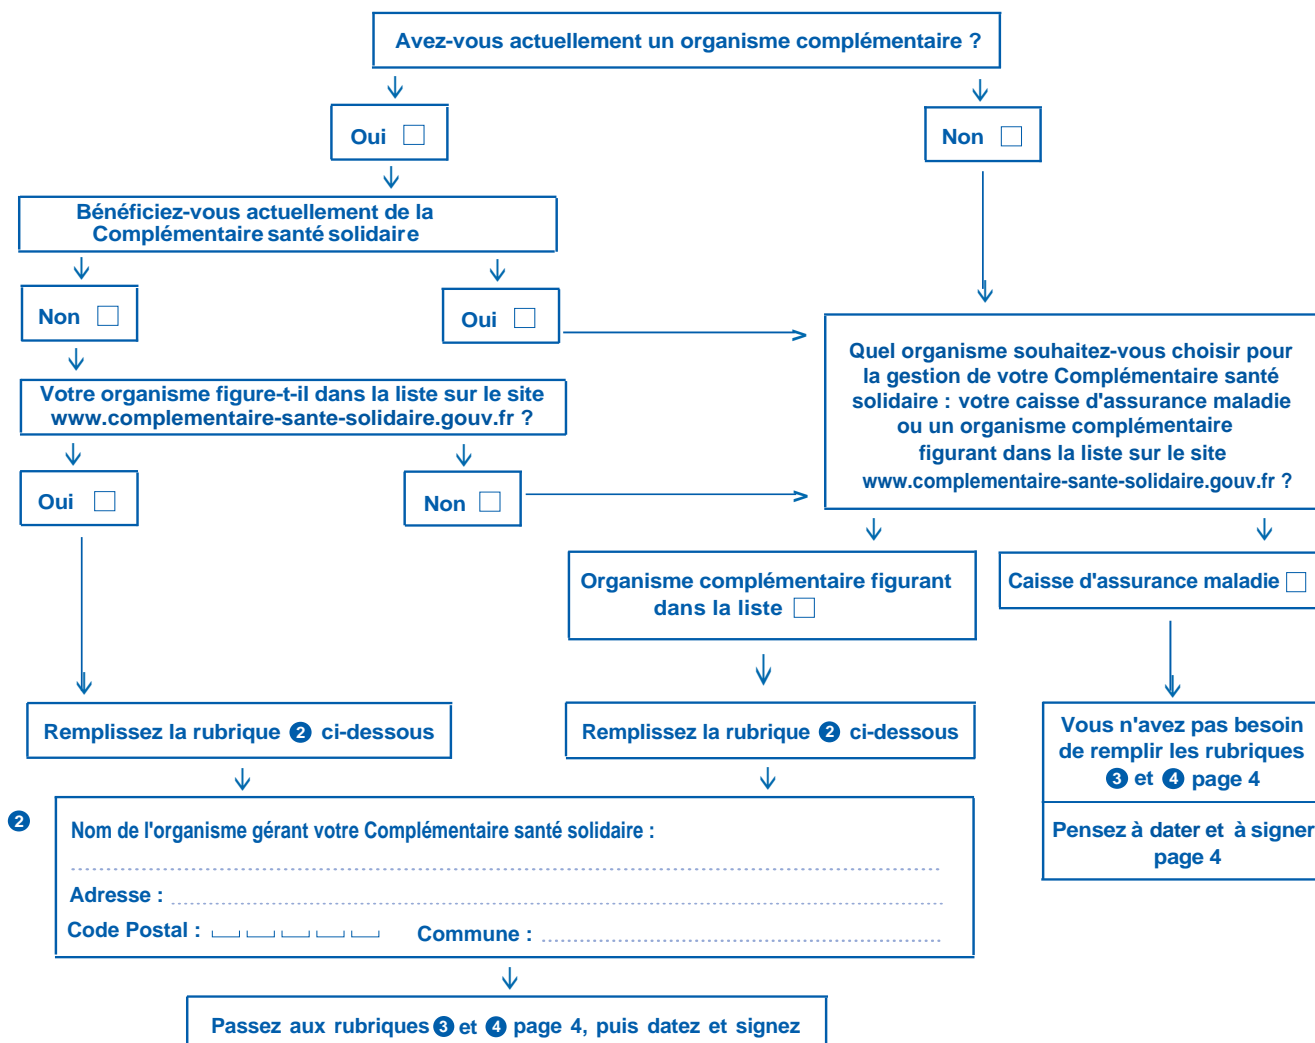 Avez-vous actuellement un organisme complémentaire ?
Oui
Non
Bénéficiez-vous actuellement de la
Complémentaire santé solidaire
Non
Oui
Quel organisme souhaitez-vous choisir pour
la gestion de votre Complémentaire santé
solidaire : votre caisse d'assurance maladie
ou un organisme complémentaire
figurant dans la liste sur le site
www.complementaire-sante-solidaire.gouv.fr ?
Votre organisme figure-t-il dans la liste sur le site
www.complementaire-sante-solidaire.gouv.fr ?
Oui
Non
Organisme complémentaire figurant
dans la liste
Caisse d'assurance maladie
Remplissez la rubrique 2 ci-dessous
Remplissez la rubrique 2 ci-dessous
Vous n'avez pas besoin
de remplir les rubriques
3 et 4 page 4
Pensez à dater et à signer
page 4
2
Nom de l'organisme gérant votre Complémentaire santé solidaire :
Adresse :
Code Postal :
Commune :
Passez aux rubriques 3 et 4 page 4, puis datez et signez